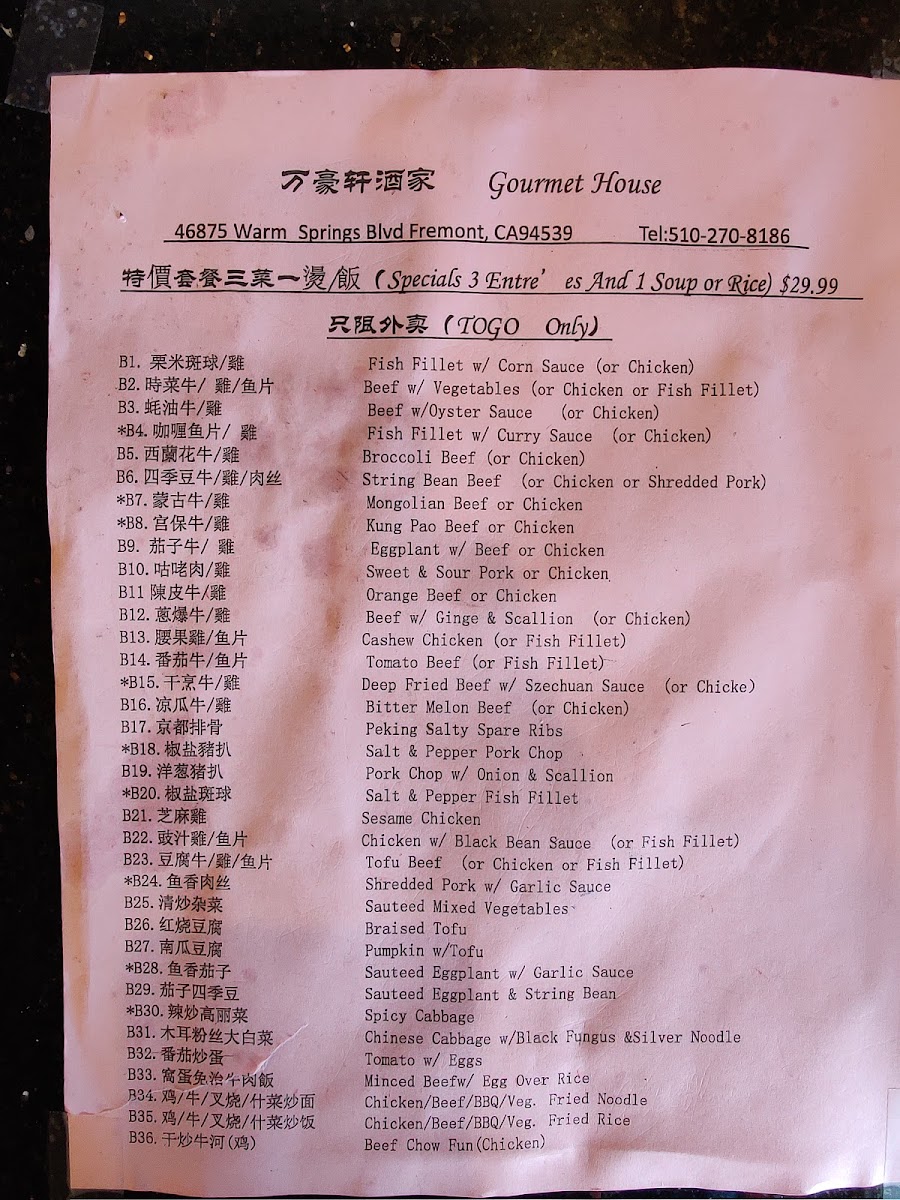 万豪轩酒家 Gourmet House
46875 Warm Springs Blvd Fremont, CA94539 Tel:510-270-8186
特價套餐三菜一燙/飯 ( Specials 3 Entre' es And 1 Soup or Rice) $29.99
只限外卖 ( TOGO Only)
B1. 栗米斑球/雞 Fish Fillet w/ Corn Sauce (or Chicken)
B2. 時菜牛/ 雞/鱼片 Beef w/ Vegetables (or Chicken or Fish Fillet)
B3. 蚝油牛/雞 Beef w/Oyster Sauce (or Chicken)
*B4. 咖喱鱼片/ 雞 Fish Fillet w/ Curry Sauce (or Chicken)
B5. 西蘭花牛/雞 Broccoli Beef (or Chicken)
B6. 四季豆牛/雞/肉丝 String Bean Beef (or Chicken or Shredded Pork)
*B7. 蒙古牛/雞 Mongolian Beef or Chicken
*B8. 宫保牛/雞 Kung Pao Beef or Chicken
B9. 茄子牛/ 雞 Eggplant w/ Beef or Chicken
B10. 咕咾肉/雞 Sweet & Sour Pork or Chicken
B11 陳皮牛/雞 Orange Beef or Chicken
B12. 蔥爆牛/雞 Beef w/ Ginge & Scallion (or Chicken)
B13. 腰果雞/鱼片 Cashew Chicken (or Fish Fillet)
B14. 番茄牛/鱼片 Tomato Beef (or Fish Fillet)
*B15. 干烹牛/雞 Deep Fried Beef w/ Szechuan Sauce (or Chicke)
B16. 凉瓜牛/雞 Bitter Melon Beef (or Chicken)
B17. 京都排骨 Peking Salty Spare Ribs
*B18. 椒盐豬扒 Salt & Pepper Pork Chop
B19. 洋葱猪扒 Pork Chop w/ Onion & Scallion
*B20. 椒盐斑球 Salt & Pepper Fish Fillet
B21. 芝麻雞 Sesame Chicken
B22. 豉汁雞/鱼片 Chicken w/ Black Bean Sauce (or Fish Fillet)
B23. 豆腐牛/雞/鱼片 Tofu Beef (or Chicken or Fish Fillet)
*B24. 鱼香肉丝 Shredded Pork w/ Garlic Sauce
B25. 清炒杂菜 Sauteed Mixed Vegetables
B26. 红烧豆腐 Braised Tofu
B27. 南瓜豆腐 Pumpkin w/Tofu
*B28. 鱼香茄子 Sauteed Eggplant w/ Garlic Sauce
B29. 茄子四季豆 Sauteed Eggplant & String Bean
*B30. 辣炒高丽菜 Spicy Cabbage
B31. 木耳粉丝大白菜 Chinese Cabbage w/Black Fungus &Silver Noodle
B32. 番茄炒蛋 Tomato w/ Eggs
B33. 窩蛋免治牛肉飯 Minced Beefw/ Egg Over Rice
B34. 鸡/牛/叉烧/什菜炒面 Chicken/Beef/BBQ/Veg. Fried Noodle
B35. 鸡/牛/叉烧/什菜炒饭 Chicken/Beef/BBQ/Veg. Fried Rice
B36. 干炒牛河(鸡) Beef Chow Fun(Chicken)